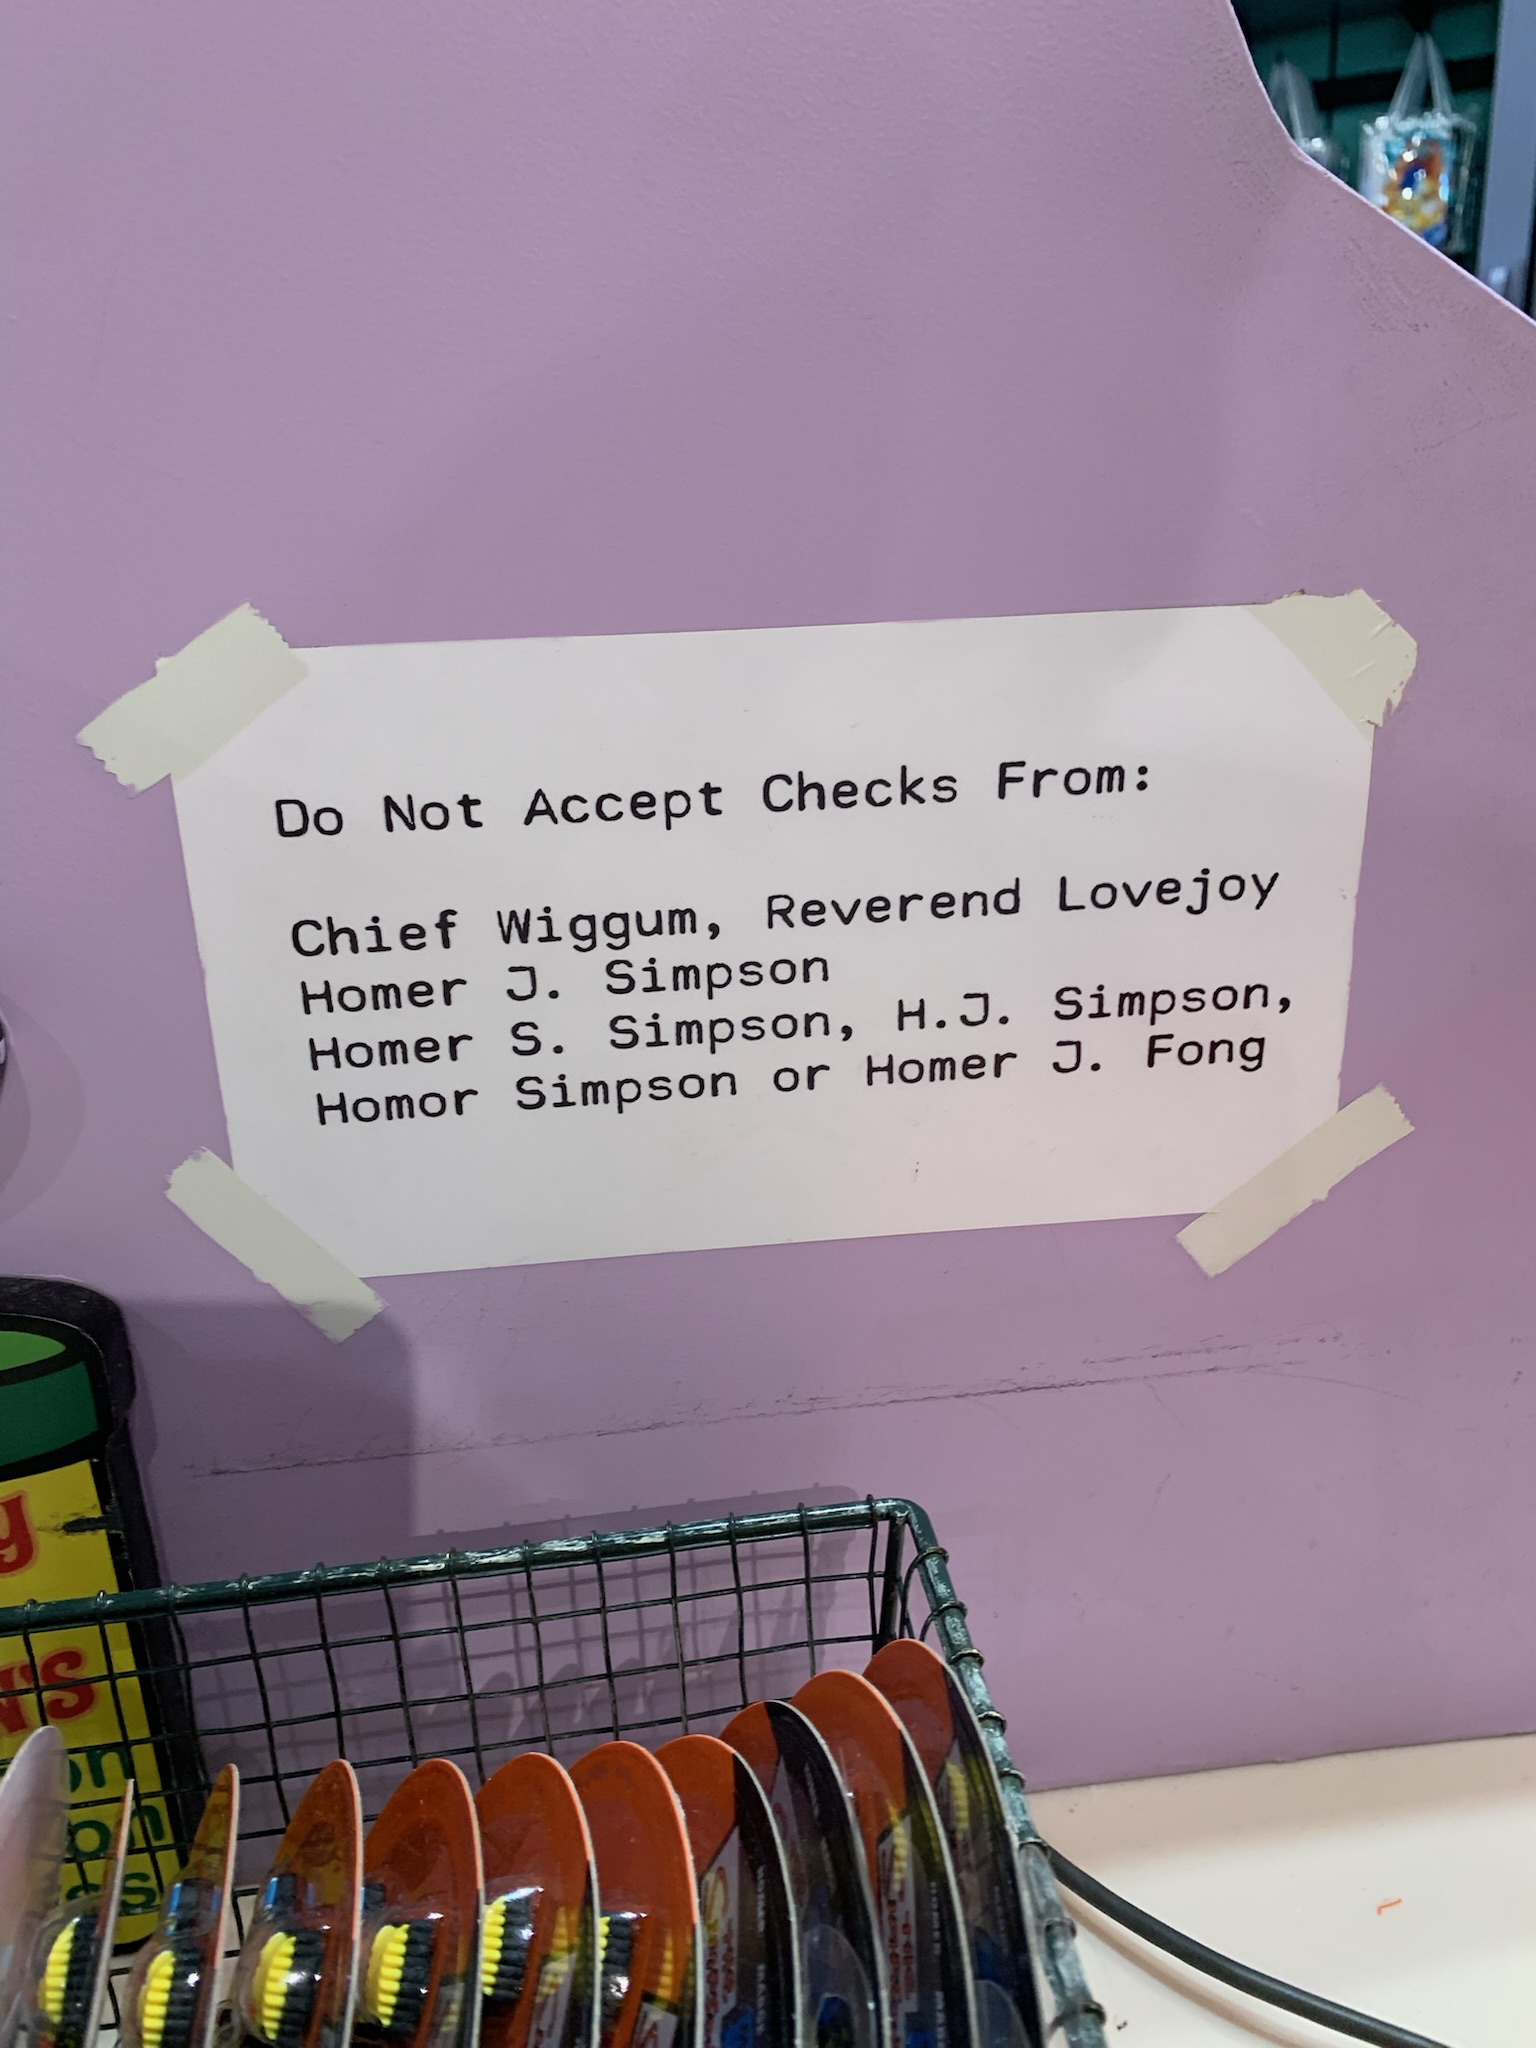 Do Not Accept Checks From:
Chief Wiggum, Reverend Lovejoy
Homer J. Simpson
Homer S. Simpson, H.J. Simpson,
Homor Simpson or Homer J. Fong